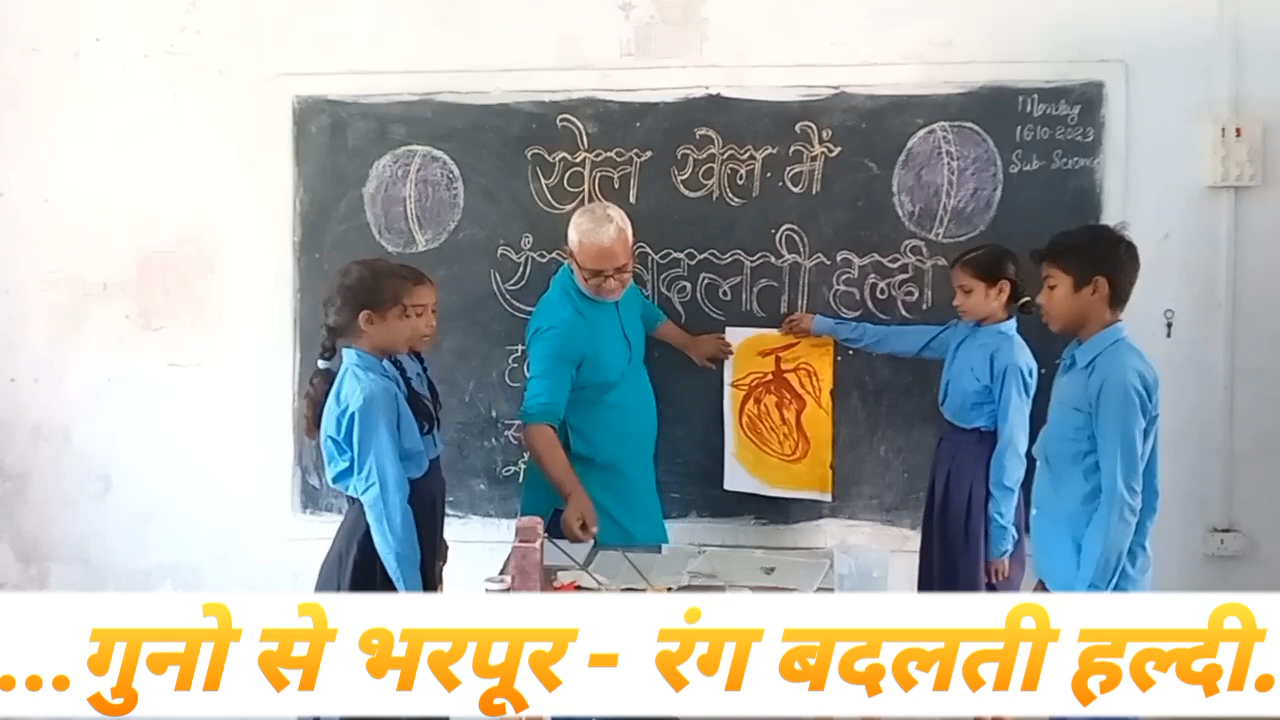 खेल खेल में
Monday
16-10-2023
Sub- Science
बदलती हल्दी
...गुनो से भरपूर - रंग बदलती हल्दी.